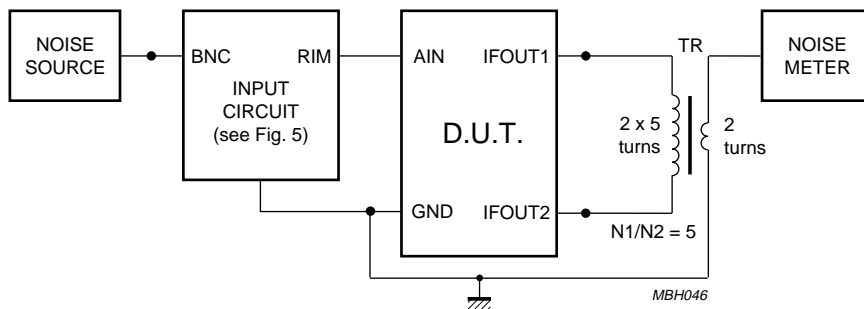 NOISE
SOURCE
BNC
RIM
INPUT
CIRCUIT
(see Fig. 5)
AIN
IFOUT1
D.U.T.
GND
IFOUT2
TR
2 x 5
turns
2
turns
N1/N2 = 5
NOISE
METER
MBH046